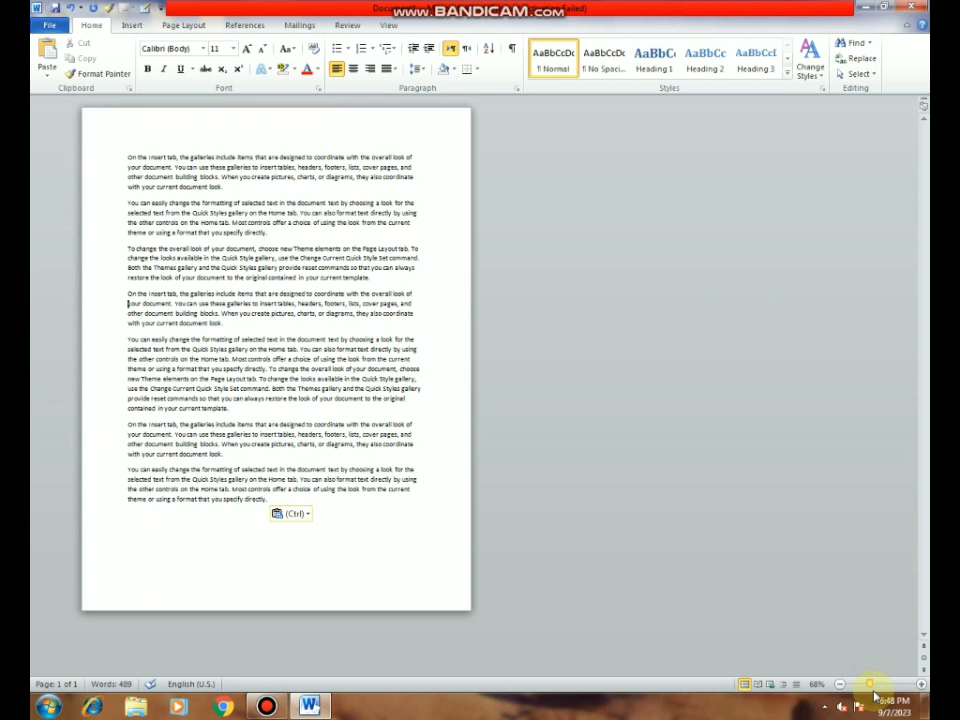 Docu
www.BANDICAM.com
Failed)
File Home Insert Page Layout References Mailings Review View
Paste
Cut
Copy
Format Painter
Clipboard
Calibri (Body) 11
Aa
B I U abc
Font
Paragraph
AaBbCcDc AaBbCcDc AaBbC AaBbCc AaBbCcI
¶ Normal ¶ No Spaci... Heading 1 Heading 2 Heading 3
Change
Styles
Styles
Find
Replace
Select
Editing
On the Insert tab, the galleries include items that are designed to coordinate with the overall look of
your document. You can use these galleries to insert tables, headers, footers, lists, cover pages, and
other document building blocks. When you create pictures, charts, or diagrams, they also coordinate
with your current document look.
You can easily change the formatting of selected text in the document text by choosing a look for the
selected text from the Quick Styles gallery on the Home tab. You can also format text directly by using
the other controls on the Home tab. Most controls offer a choice of using the look from the current
theme or using a format that you specify directly.
To change the overall look of your document, choose new Theme elements on the Page Layout tab. To
change the looks available in the Quick Style gallery, use the Change Current Quick Style Set command.
Both the Themes gallery and the Quick Styles gallery provide reset commands so that you can always
restore the look of your document to the original contained in your current template.
On the Insert tab, the galleries include items that are designed to coordinate with the overall look of
your document. You can use these galleries to insert tables, headers, footers, lists, cover pages, and
other document building blocks. When you create pictures, charts, or diagrams, they also coordinate
with your current document look.
You can easily change the formatting of selected text in the document text by choosing a look for the
selected text from the Quick Styles gallery on the Home tab. You can also format text directly by using
the other controls on the Home tab. Most controls offer a choice of using the look from the current
theme or using a format that you specify directly. To change the overall look of your document, choose
new Theme elements on the Page Layout tab. To change the looks available in the Quick Style gallery,
use the Change Current Quick Style Set command. Both the Themes gallery and the Quick Styles gallery
provide reset commands so that you can always restore the look of your document to the original
contained in your current template.
On the Insert tab, the galleries include items that are designed to coordinate with the overall look of
your document. You can use these galleries to insert tables, headers, footers, lists, cover pages, and
other document building blocks. When you create pictures, charts, or diagrams, they also coordinate
with your current document look.
You can easily change the formatting of selected text in the document text by choosing a look for the
selected text from the Quick Styles gallery on the Home tab. You can also format text directly by using
the other controls on the Home tab. Most controls offer a choice of using the look from the current
theme or using a format that you specify directly.
(Ctrl)
Page: 1 of 1 Words: 489 English (U.S.) 68%
6:48 PM
9/7/2023